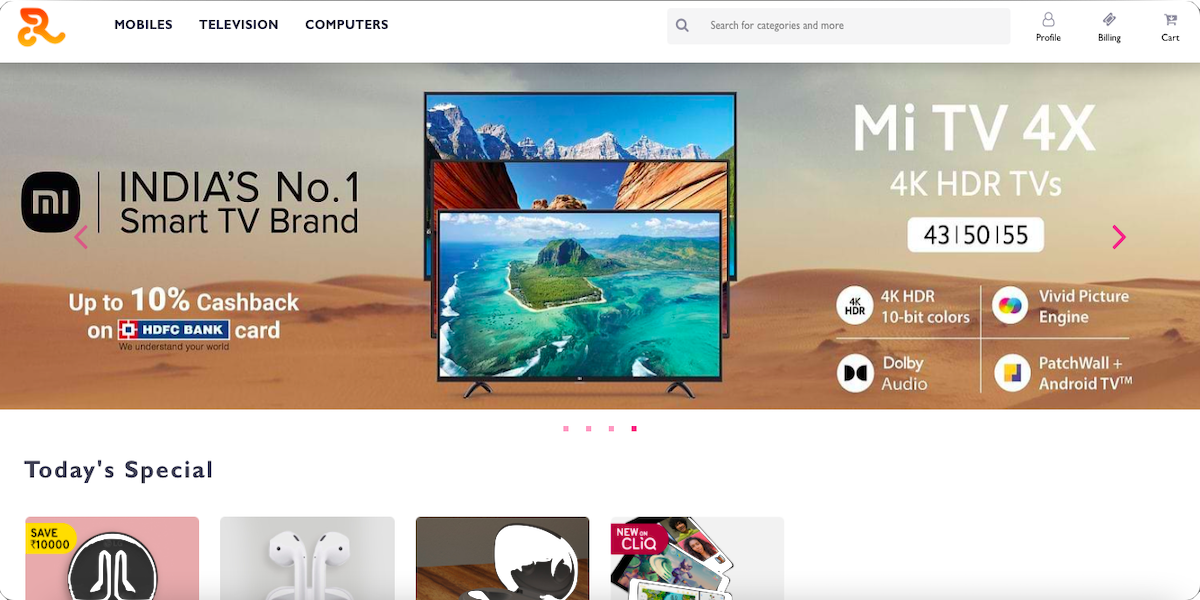 MOBILES TELEVISION COMPUTERS
Search for categories and more
Profile Billing Cart
mi
INDIA'S No.1
Smart TV Brand
Up to 10% Cashback
on HDFC BANK card
We understand your world
Mi TV 4X
4K HDR TVs
43|50|55
4K
HDR
4K HDR
10-bit colors
Vivid Picture
Engine
Dolby
Audio
PatchWall +
Android TV™
Today's Special
SAVE
₹10000
NEW ON
CLiQ